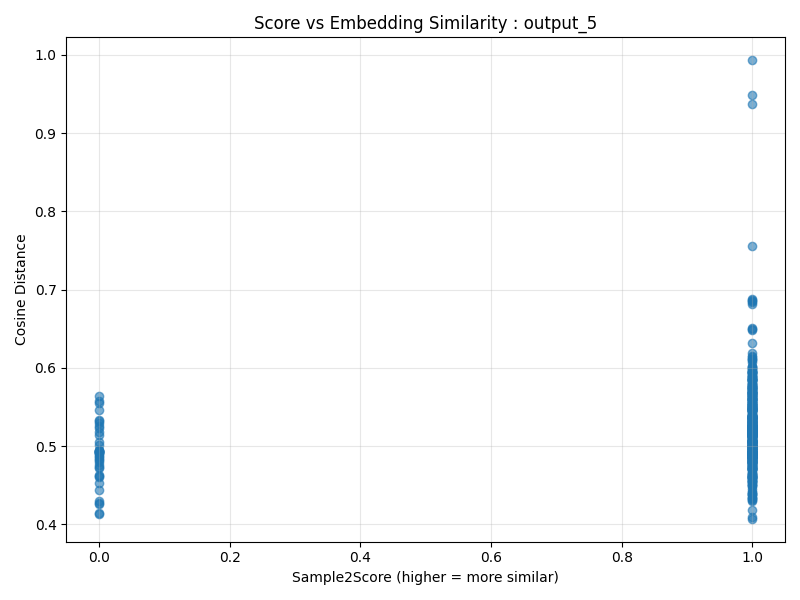 Score vs Embedding Similarity : output_5
Cosine Distance
1.0
0.9
0.8
0.7
0.6
0.5
0.4
0.0 0.2 0.4 0.6 0.8 1.0
Sample2Score (higher = more similar)